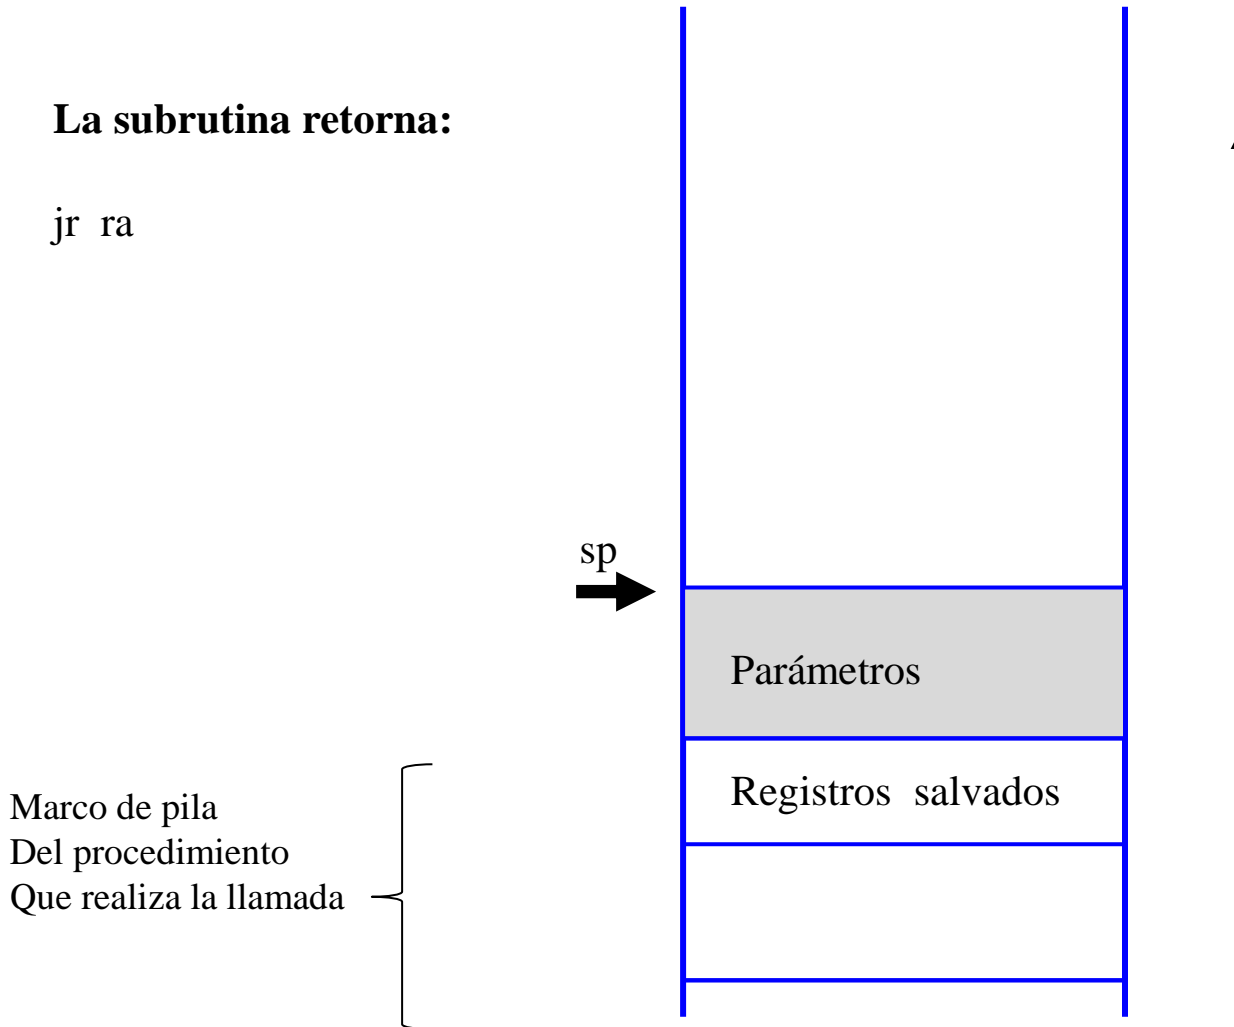 La subrutina retorna:
jr ra
sp
Parámetros
Registros salvados
Marco de pila
Del procedimiento
Que realiza la llamada